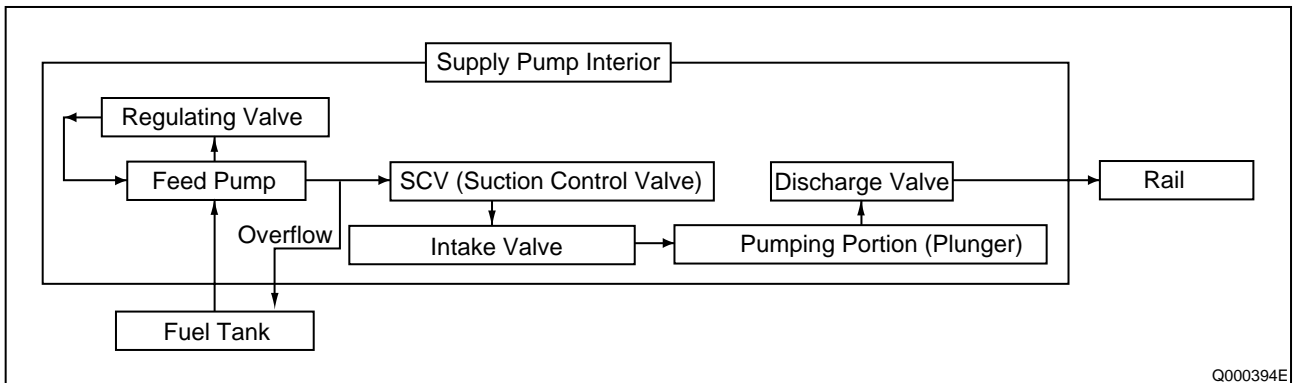 Supply Pump Interior
Regulating Valve
Feed Pump
SCV (Suction Control Valve)
Discharge Valve
Rail
Overflow
Intake Valve
Pumping Portion (Plunger)
Fuel Tank
Q000394E